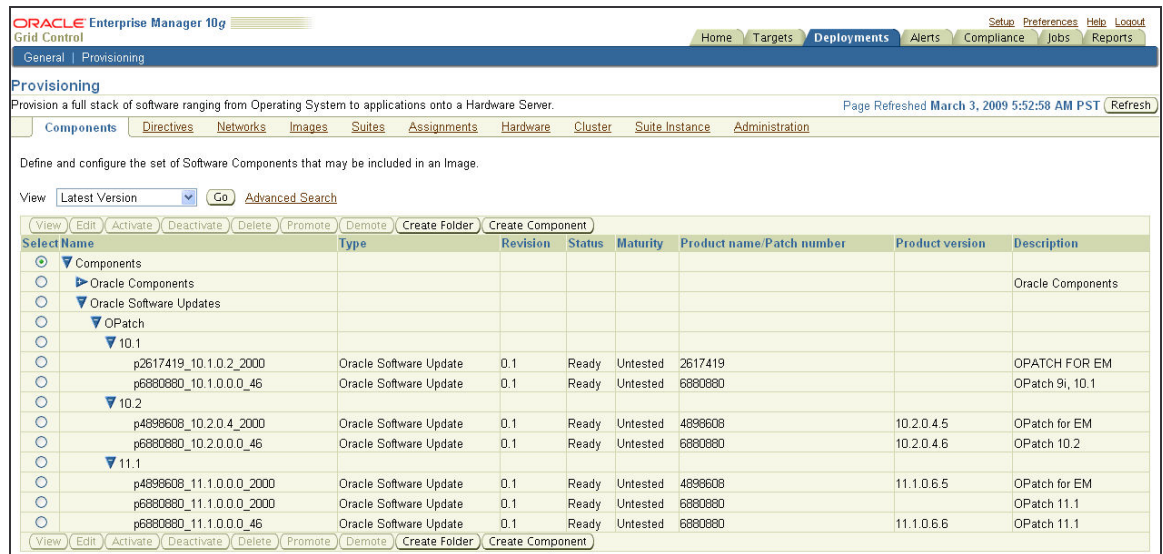 ORACLE Enterprise Manager 10g
Grid Control
Setup Preferences Help Logout
Home Targets Deployments Alerts Compliance Jobs Reports
General | Provisioning
Provisioning
Provision a full stack of software ranging from Operating System to applications onto a Hardware Server.
Page Refreshed March 3, 2009 5:52:58 AM PST Refresh
Components Directives Networks Images Suites Assignments Hardware Cluster Suite Instance Administration
Define and configure the set of Software Components that may be included in an Image.
View Latest Version Go Advanced Search
View Edit Activate Deactivate Delete Promote Demote Create Folder Create Component
Select Name Type Revision Status Maturity Product name/Patch number Product version Description
Components
Oracle Components Oracle Components
Oracle Software Updates
OPatch
10.1
p2617419_10.1.0.2_2000 Oracle Software Update 0.1 Ready Untested 2617419 OPATCH FOR EM
p6880880_10.1.0.0.0_46 Oracle Software Update 0.1 Ready Untested 6880880 OPatch 9i, 10.1
10.2
p4898608_10.2.0.4_2000 Oracle Software Update 0.1 Ready Untested 4898608 10.2.0.4.5 OPatch for EM
p6880880_10.2.0.0.0_46 Oracle Software Update 0.1 Ready Untested 6880880 10.2.0.4.6 OPatch 10.2
11.1
p4898608_11.1.0.0.0_2000 Oracle Software Update 0.1 Ready Untested 4898608 11.1.0.6.5 OPatch for EM
p6880880_11.1.0.0.0_2000 Oracle Software Update 0.1 Ready Untested 6880880 OPatch 11.1
p6880880_11.1.0.0.0_46 Oracle Software Update 0.1 Ready Untested 6880880 11.1.0.6.6 OPatch 11.1
View Edit Activate Deactivate Delete Promote Demote Create Folder Create Component